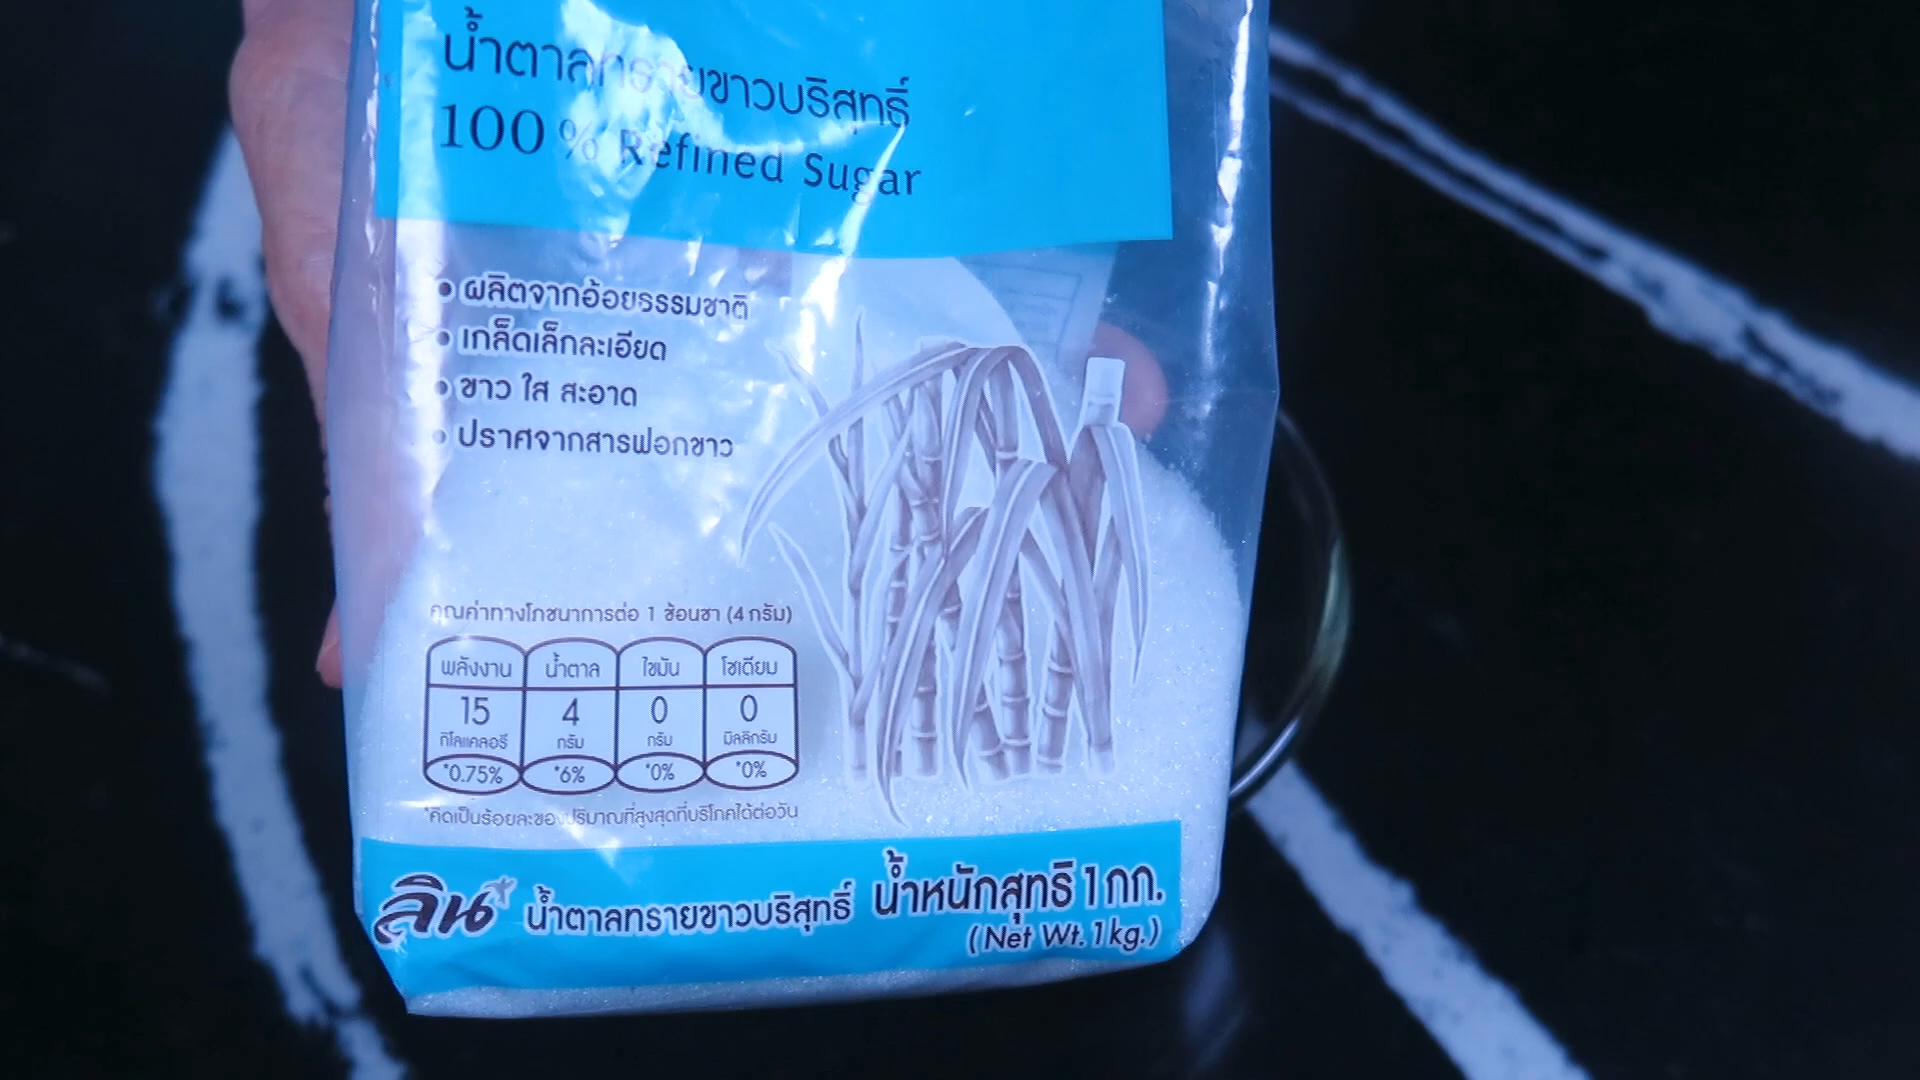 น้ำตาลทรายขาวบริสุทธิ์
100 % Refined Sugar
• ผลิตจากอ้อยธรรมชาติ
• เกล็ดเล็กละเอียด
• ขาว ใส สะอาด
• ปราศจากสารฟอกขาว
คุณค่าทางโภชนาการต่อ 1 ช้อนชา (4 กรัม)
พลังงาน น้ำตาล ไขมัน โซเดียม
15 4 0 0
กิโลแคลอรี กรัม กรัม มิลลิกรัม
*0.75% *6% *0% *0%
*คิดเป็นร้อยละของปริมาณที่สูงสุดที่บริโภคได้ต่อวัน
ลิน น้ำตาลทรายขาวบริสุทธิ์ น้ำหนักสุทธิ 1 กก.
(Net Wt. 1 kg.)